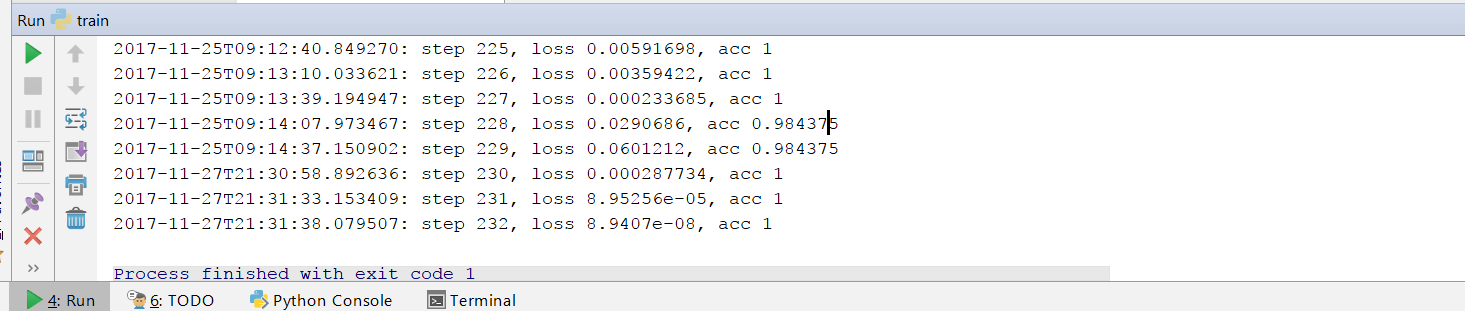 Run train
2017-11-25T09:12:40.849270: step 225, loss 0.00591698, acc 1
2017-11-25T09:13:10.033621: step 226, loss 0.00359422, acc 1
2017-11-25T09:13:39.194947: step 227, loss 0.000233685, acc 1
2017-11-25T09:14:07.973467: step 228, loss 0.0290686, acc 0.984375
2017-11-25T09:14:37.150902: step 229, loss 0.0601212, acc 0.984375
2017-11-27T21:30:58.892636: step 230, loss 0.000287734, acc 1
2017-11-27T21:31:33.153409: step 231, loss 8.95256e-05, acc 1
2017-11-27T21:31:38.079507: step 232, loss 8.9407e-08, acc 1
Process finished with exit code 1
4: Run 6: TODO Python Console Terminal